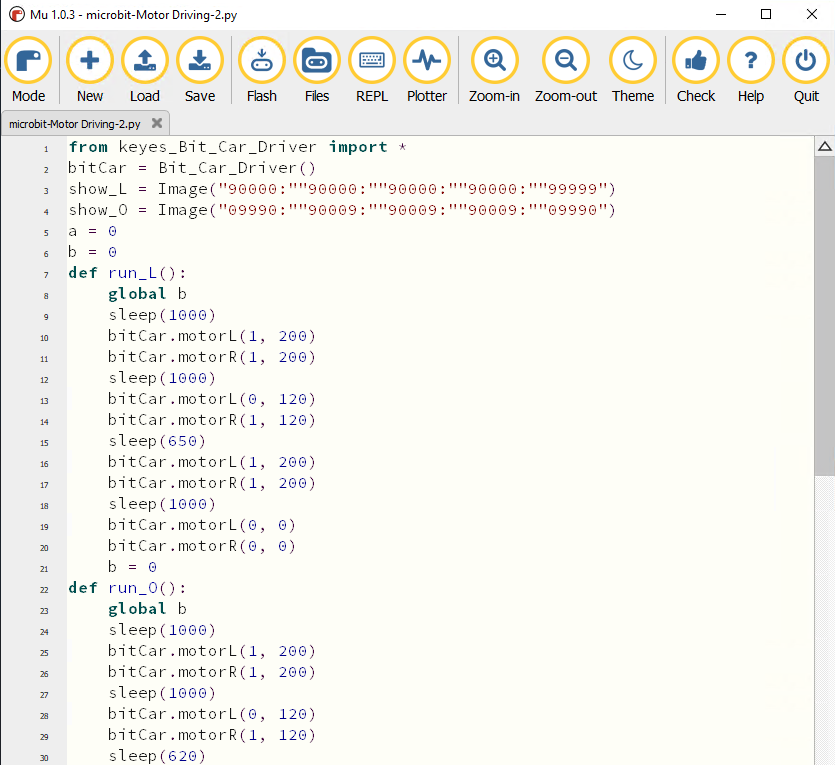 Mu 1.0.3 - microbit-Motor Driving-2.py
Mode New Load Save Flash Files REPL Plotter Zoom-in Zoom-out Theme Check Help Quit
microbit-Motor Driving-2.py
1 from keyes_Bit_Car_Driver import *
2 bitCar = Bit_Car_Driver()
3 show_L = Image("90000:""90000:""90000:""90000:""99999")
4 show_O = Image("09990:""90009:""90009:""90009:""09990")
5 a = 0
6 b = 0
7 def run_L():
8     global b
9     sleep(1000)
10     bitCar.motorL(1, 200)
11     bitCar.motorR(1, 200)
12     sleep(1000)
13     bitCar.motorL(0, 120)
14     bitCar.motorR(1, 120)
15     sleep(650)
16     bitCar.motorL(1, 200)
17     bitCar.motorR(1, 200)
18     sleep(1000)
19     bitCar.motorL(0, 0)
20     bitCar.motorR(0, 0)
21     b = 0
22 def run_O():
23     global b
24     sleep(1000)
25     bitCar.motorL(1, 200)
26     bitCar.motorR(1, 200)
27     sleep(1000)
28     bitCar.motorL(0, 120)
29     bitCar.motorR(1, 120)
30     sleep(620)